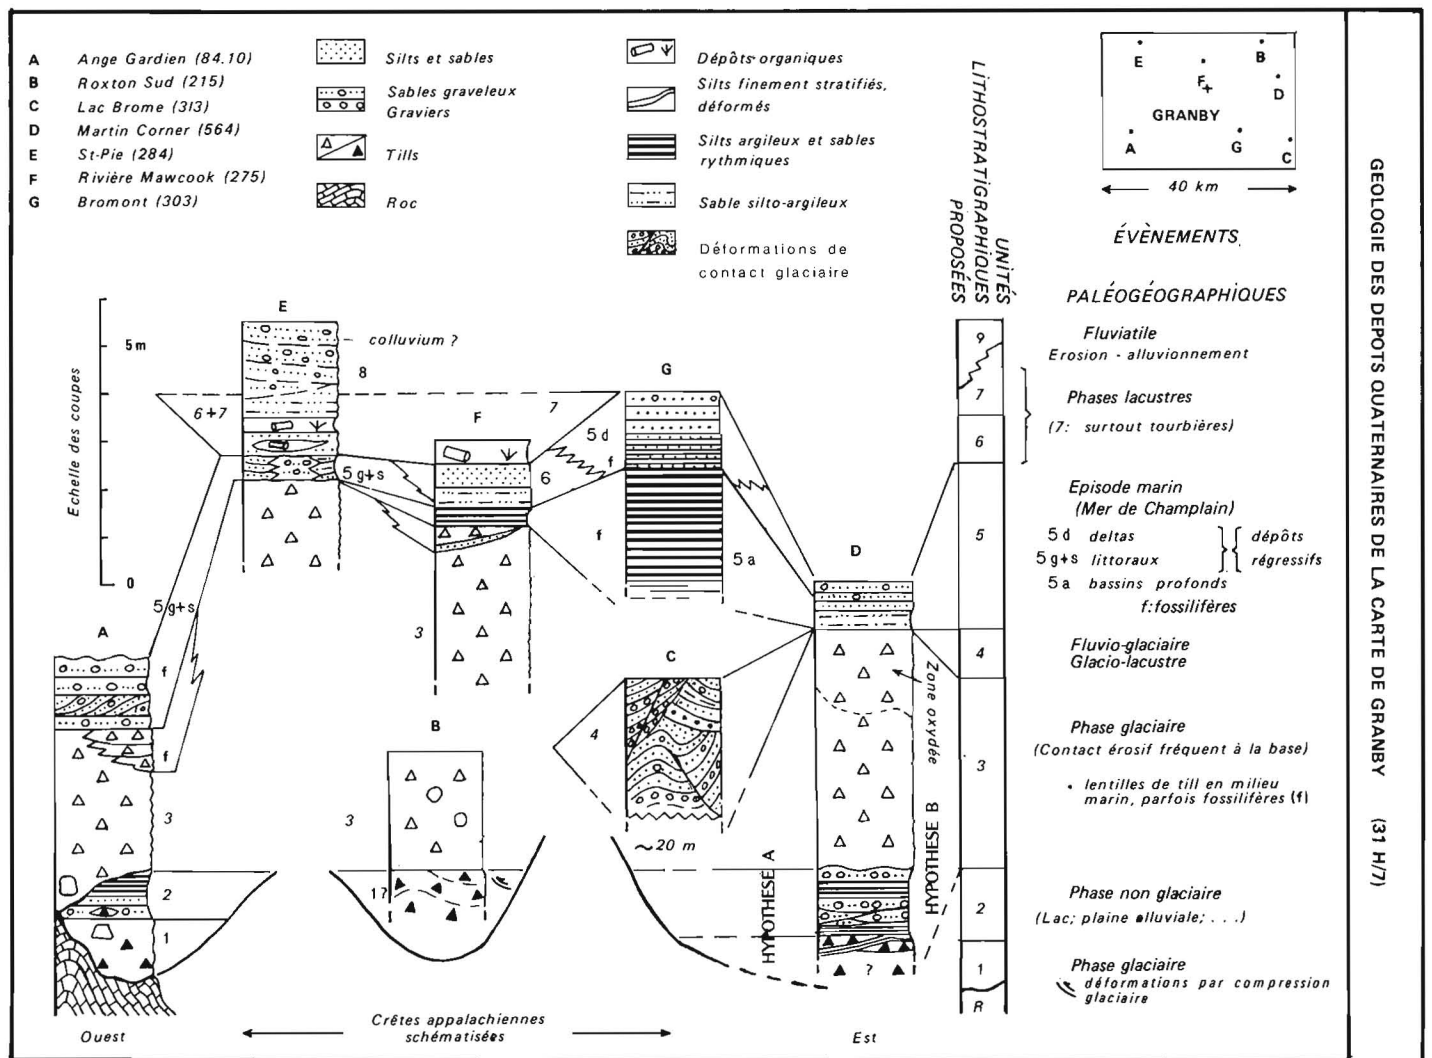 A Ange Gardien (84.10)
B Roxton Sud (215)
C Lac Brome (313)
D Martin Corner (564)
E St-Pie (284)
F Rivière Mawcook (275)
G Bromont (303)
Silts et sables
Sables graveleux
Graviers
Tills
Roc
Dépôts-organiques
Silts finement stratifiés,
déformés
Silts argileux et sables
rythmiques
Sable silto-argileux
Déformations de
contact glaciaire
UNITÉS
LITHOSTRATIGRAPHIQUES
PROPOSÉES
E
B
F
D
GRANBY
A
G
C
40 km
ÉVÈNEMENTS
PALÉOGÉOGRAPHIQUES
Echelle des coupes
5m
0
E
colluvium ?
8
6+7
7
F
5g+s
6
3
G
5 d
f
f
5a
D
Zone oxydée
A
5g+s
f
f
3
2
1
B
3
1?
C
4
~20 m
HYPOTHESE A
HYPOTHESE B
?
9
7
6
5
4
3
2
1
R
Fluviatile
Erosion - alluvionnement
Phases lacustres
(7: surtout tourbières)
Episode marin
(Mer de Champlain)
5d deltas
5g+s littoraux
dépôts
régressifs
5a bassins profonds
f:fossilifères
Fluvio-glaciaire
Glacio-lacustre
Phase glaciaire
(Contact érosif fréquent à la base)
• lentilles de till en milieu
marin, parfois fossilifères (f)
Phase non glaciaire
(Lac; plaine alluviale; . . .)
Phase glaciaire
déformations par compression
glaciaire
Ouest
Crêtes appalachiennes
schématisées
Est
GEOLOGIE DES DEPOTS QUATERNAIRES DE LA CARTE DE GRANBY (31 H/7)